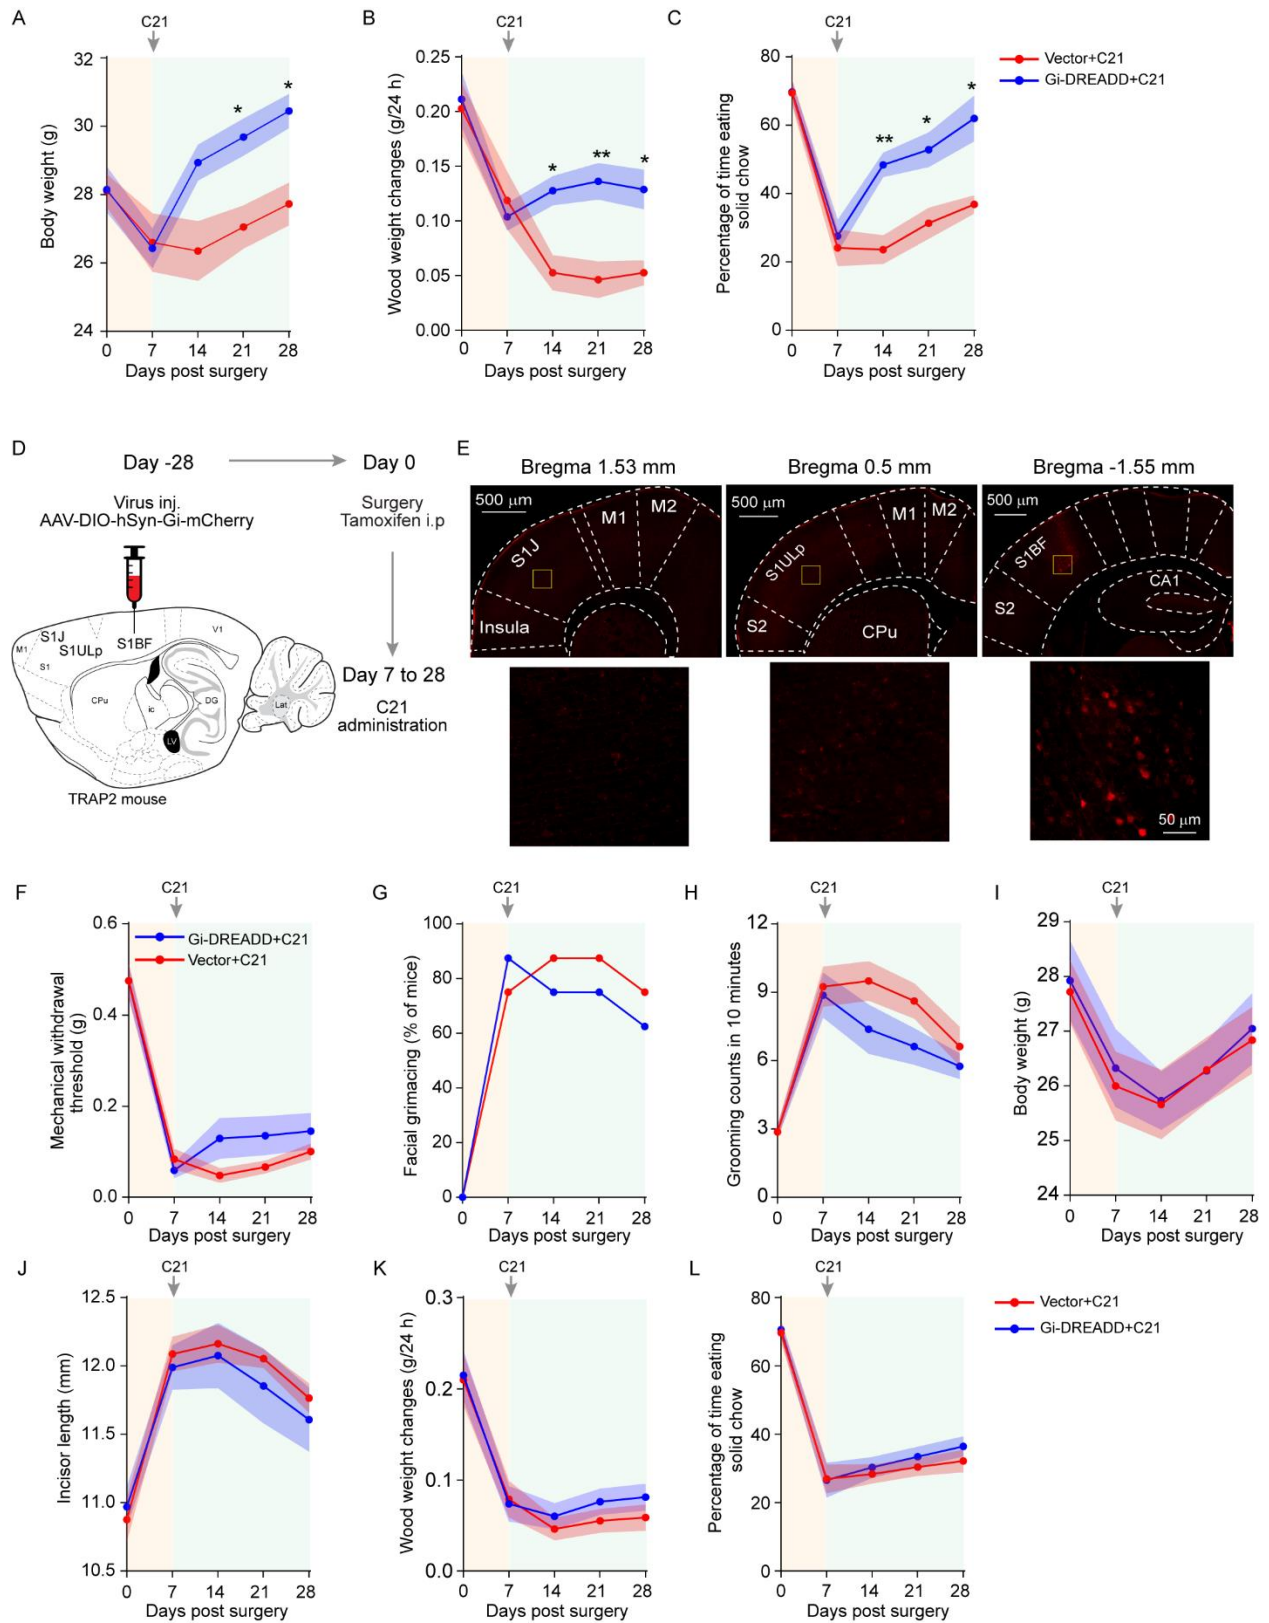 A
C21
Body weight (g)
32
30
28
26
24
* *
0 7 14 21 28
Days post surgery
B
C21
Wood weight changes (g/24 h)
0.25
0.20
0.15
0.10
0.05
0.00
* ** *
0 7 14 21 28
Days post surgery
C
C21
Percentage of time eating
solid chow
80
60
40
20
0
** * *
0 7 14 21 28
Days post surgery
Vector+C21
Gi-DREADD+C21
D
Day -28
Day 0
Virus inj.
AAV-DIO-hSyn-Gi-mCherry
Surgery
Tamoxifen i.p
Day 7 to 28
C21
administration
M1
S1J
S1
S1ULp
S1BF
V1
CPu
ic
DG
LV
Lat
TRAP2 mouse
E
Bregma 1.53 mm
500 μm
M1
M2
S1J
Insula
Bregma 0.5 mm
500 μm
M1
M2
S1ULp
S2
CPu
Bregma -1.55 mm
500 μm
S1BF
S2
CA1
50 μm
F
C21
Mechanical withdrawal
threshold (g)
0.6
0.4
0.2
0.0
Gi-DREADD+C21
Vector+C21
0 7 14 21 28
Days post surgery
G
C21
Facial grimacing (% of mice)
100
80
60
40
20
0
0 7 14 21 28
Days post surgery
H
C21
Grooming counts in 10 minutes
12
9
6
3
0
0 7 14 21 28
Days post surgery
I
C21
Body weight (g)
29
28
27
26
25
24
0 7 14 21 28
Days post surgery
J
C21
Incisor length (mm)
12.5
12.0
11.5
11.0
10.5
0 7 14 21 28
Days post surgery
K
C21
Wood weight changes (g/24 h)
0.3
0.2
0.1
0.0
0 7 14 21 28
Days post surgery
L
C21
Percentage of time eating
solid chow
80
60
40
20
0
0 7 14 21 28
Days post surgery
Vector+C21
Gi-DREADD+C21